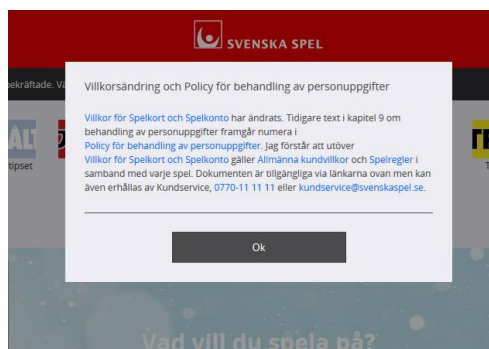 SVENSKA SPEL
ekräftade. Vä
Villkorsändring och Policy för behandling av personuppgifter
Villkor för Spelkort och Spelkonto har ändrats. Tidigare text i kapitel 9 om
behandling av personuppgifter framgår numera i
Policy för behandling av personuppgifter. Jag förstår att utöver
Villkor för Spelkort och Spelkonto gäller Allmänna kundvillkor och Spelregler i
samband med varje spel. Dokumenten är tillgängliga via länkarna ovan men kan
även erhållas av Kundservice, 0770-11 11 11 eller kundservice@svenskaspel.se.
tipset
Ok
Vad vill du spela på?